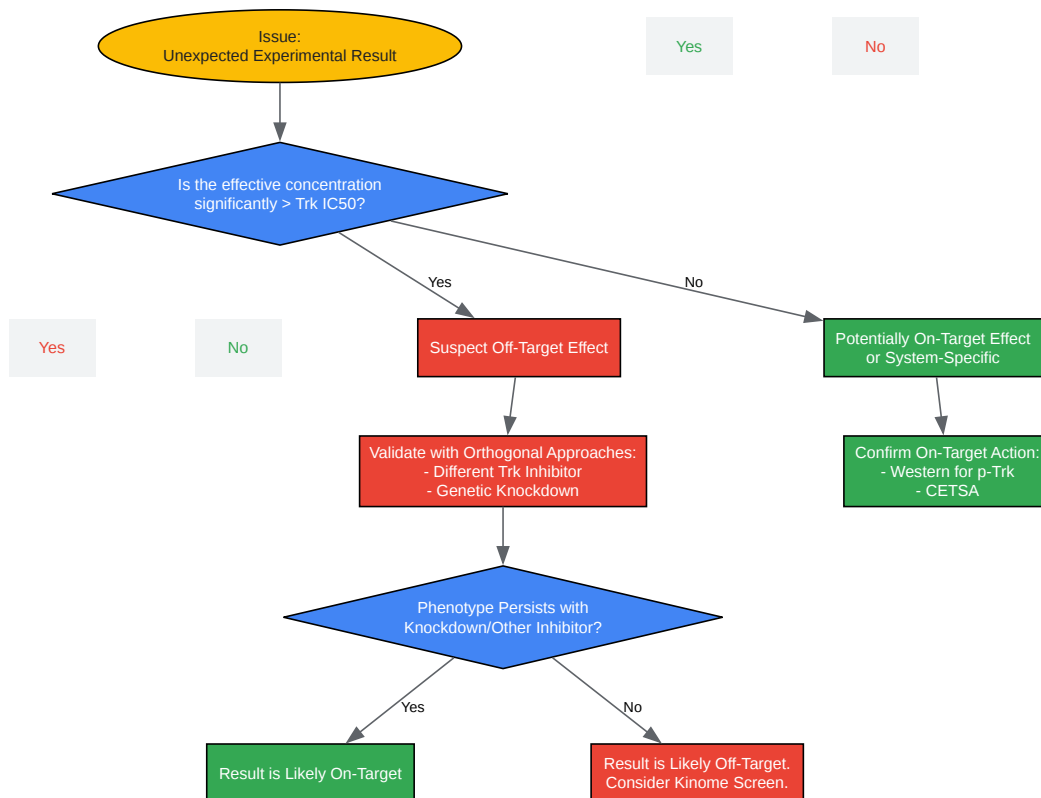 Issue:
Unexpected Experimental Result
Yes
No
Is the effective concentration
significantly > Trk IC50?
Yes
No
Yes
No
Suspect Off-Target Effect
Potentially On-Target Effect
or System-Specific
Validate with Orthogonal Approaches:
- Different Trk Inhibitor
- Genetic Knockdown
Confirm On-Target Action:
- Western for p-Trk
- CETSA
Phenotype Persists with
Knockdown/Other Inhibitor?
Yes
No
Result is Likely On-Target
Result is Likely Off-Target.
Consider Kinome Screen.